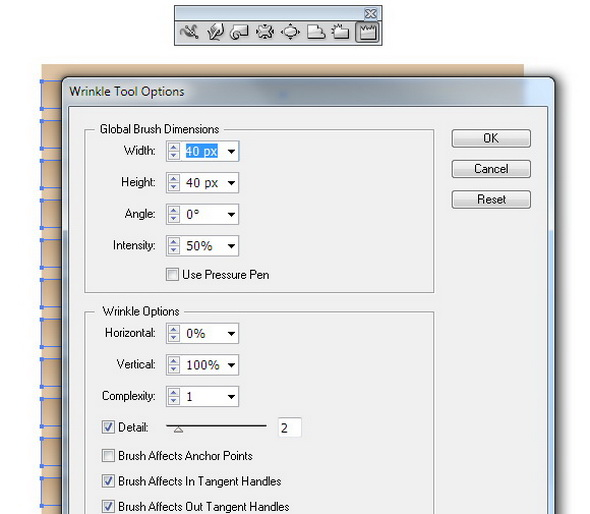 Wrinkle Tool Options
Global Brush Dimensions
Width: 40 px
OK
Cancel
Height: 40 px
Reset
Angle: 0°
Intensity: 50%
Use Pressure Pen
Wrinkle Options
Horizontal: 0%
Vertical: 100%
Complexity: 1
Detail: 2
Brush Affects Anchor Points
Brush Affects In Tangent Handles
Brush Affects Out Tangent Handles